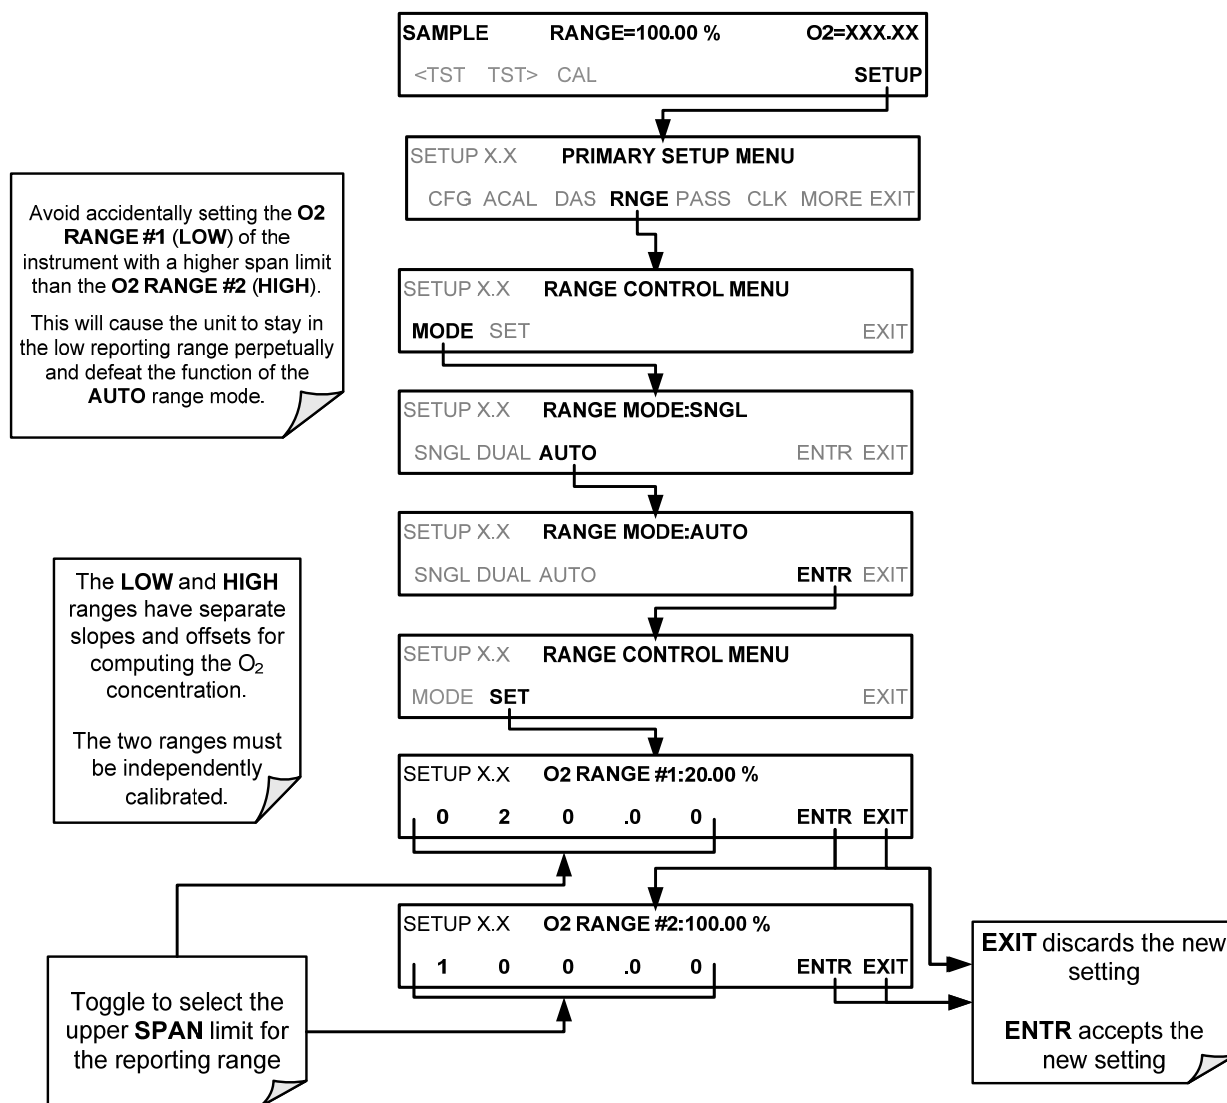 SAMPLE RANGE=100.00 % O2=XXX.XX
<TST TST> CAL SETUP
SETUP X.X PRIMARY SETUP MENU
CFG ACAL DAS RNGE PASS CLK MORE EXIT
Avoid accidentally setting the O2
RANGE #1 (LOW) of the
instrument with a higher span limit
than the O2 RANGE #2 (HIGH).
This will cause the unit to stay in
the low reporting range perpetually
and defeat the function of the
AUTO range mode.
SETUP X.X RANGE CONTROL MENU
MODE SET EXIT
SETUP X.X RANGE MODE:SNGL
SNGL DUAL AUTO ENTR EXIT
SETUP X.X RANGE MODE:AUTO
SNGL DUAL AUTO ENTR EXIT
The LOW and HIGH
ranges have separate
slopes and offsets for
computing the O₂
concentration.
The two ranges must
be independently
calibrated.
SETUP X.X RANGE CONTROL MENU
MODE SET EXIT
SETUP X.X O2 RANGE #1:20.00 %
0 2 0 .0 0 ENTR EXIT
SETUP X.X O2 RANGE #2:100.00 %
1 0 0 .0 0 ENTR EXIT
Toggle to select the
upper SPAN limit for
the reporting range
EXIT discards the new
setting
ENTR accepts the
new setting